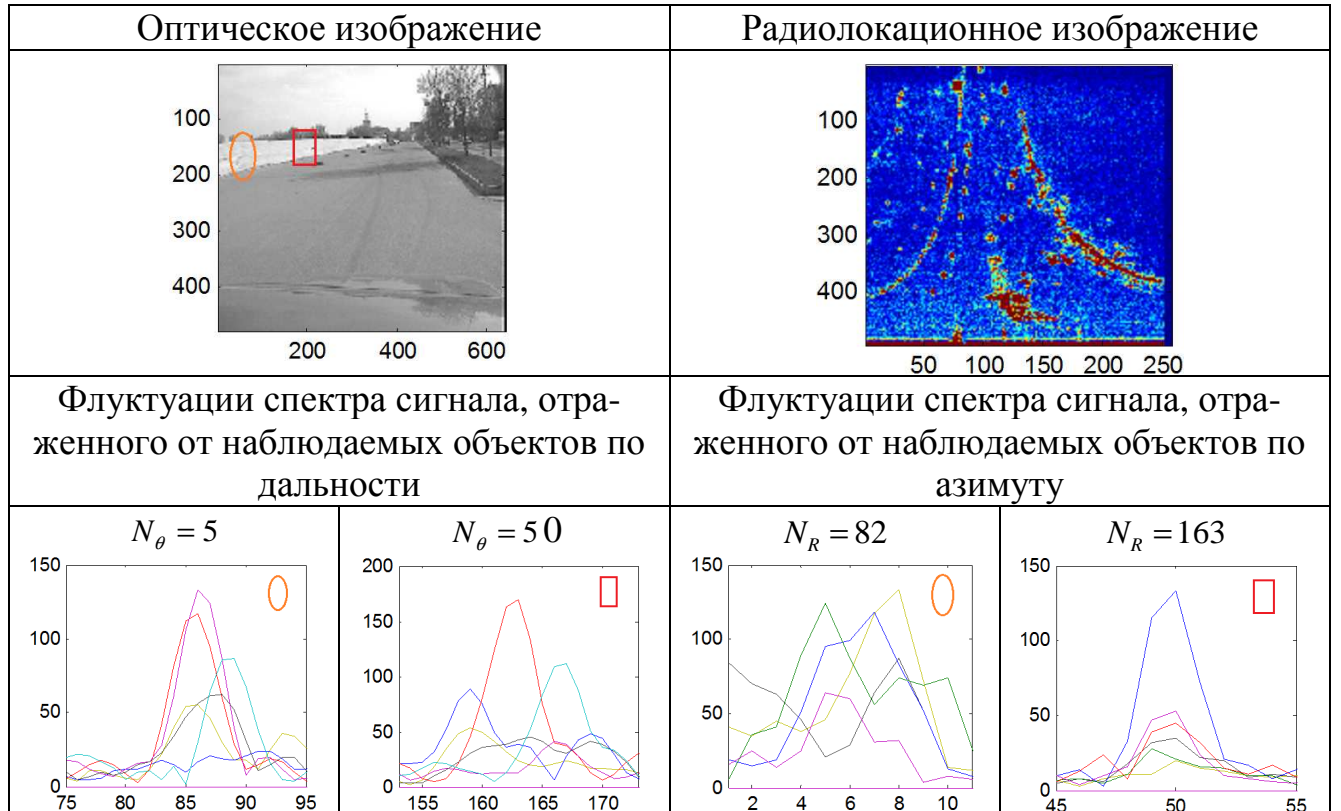 Оптическое изображение
Радиолокационное изображение
100
200
300
400
200 400 600
100
200
300
400
50 100 150 200 250
Флуктуации спектра сигнала, отра-
женного от наблюдаемых объектов по
дальности
Флуктуации спектра сигнала, отра-
женного от наблюдаемых объектов по
азимуту
N_θ = 5
150
100
50
0
75 80 85 90 95
N_θ = 50
200
150
100
50
0
155 160 165 170
N_R = 82
150
100
50
0
2 4 6 8 10
N_R = 163
150
100
50
0
45 50 55